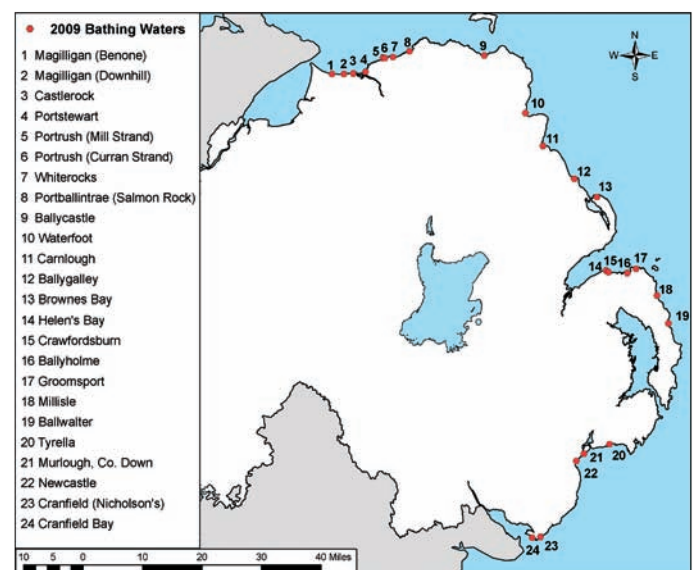 2009 Bathing Waters
1 Magilligan (Benone)
2 Magilligan (Downhill)
3 Castlerock
4 Portstewart
5 Portrush (Mill Strand)
6 Portrush (Curran Strand)
7 Whiterocks
8 Portballintrae (Salmon Rock)
9 Ballycastle
10 Waterfoot
11 Carnlough
12 Ballygalley
13 Brownes Bay
14 Helen's Bay
15 Crawfordsburn
16 Ballyholme
17 Groomsport
18 Millisle
19 Ballwalter
20 Tyrella
21 Murlough, Co. Down
22 Newcastle
23 Cranfield (Nicholson's)
24 Cranfield Bay
10 5 0 10 20 30 40 Miles
N
W E
S
1 2 3 4 5 6 7 8 9
10
11
12
13
14 15 16 17
18
19
20
21
22
24 23